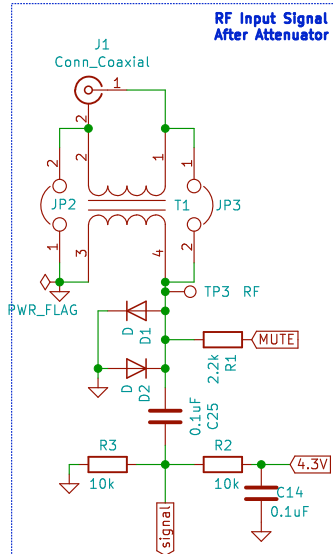 RF Input Signal
After Attenuator
J1
Conn_Coaxial
1
2
2
2
1
1
JP2
T1
JP3
1
3
4
2
PWR_FLAG
TP3 RF
D
D1
MUTE
2.2k
R1
D
D2
0.1uF
C25
R3
R2
4.3V
10k
10k
C14
0.1uF
signal